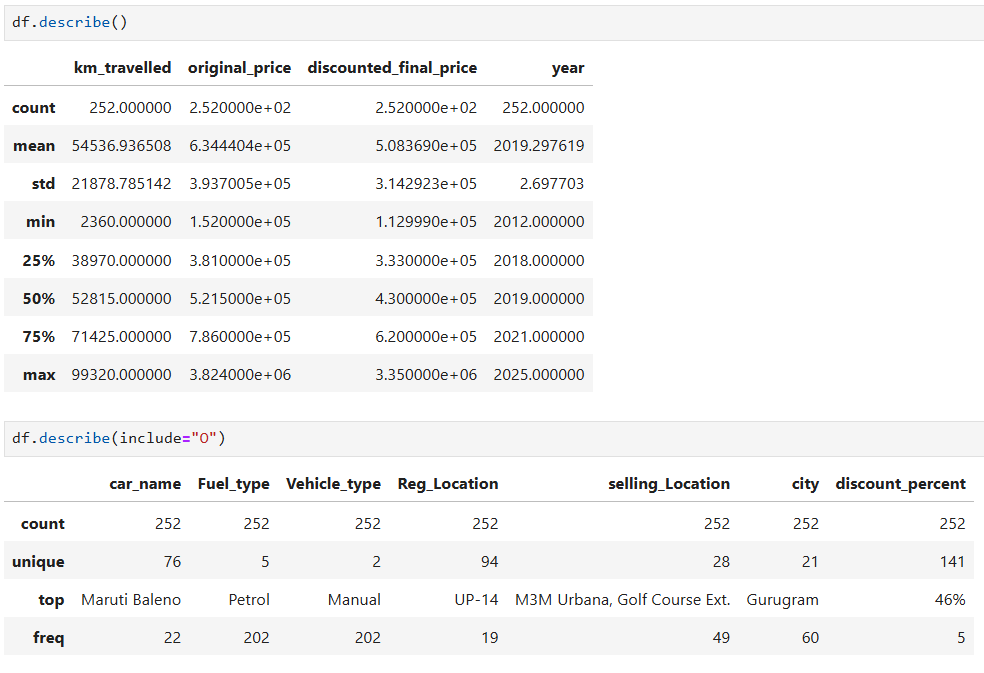 df.describe()
km_travelled original_price discounted_final_price year
count 252.000000 2.520000e+02 2.520000e+02 252.000000
mean 54536.936508 6.344404e+05 5.083690e+05 2019.297619
std 21878.785142 3.937005e+05 3.142923e+05 2.697703
min 2360.000000 1.520000e+05 1.129990e+05 2012.000000
25% 38970.000000 3.810000e+05 3.330000e+05 2018.000000
50% 52815.000000 5.215000e+05 4.300000e+05 2019.000000
75% 71425.000000 7.860000e+05 6.200000e+05 2021.000000
max 99320.000000 3.824000e+06 3.350000e+06 2025.000000
df.describe(include="O")
car_name Fuel_type Vehicle_type Reg_Location selling_Location city discount_percent
count 252 252 252 252 252 252 252
unique 76 5 2 94 28 21 141
top Maruti Baleno Petrol Manual UP-14 M3M Urbana, Golf Course Ext. Gurugram 46%
freq 22 202 202 19 49 60 5